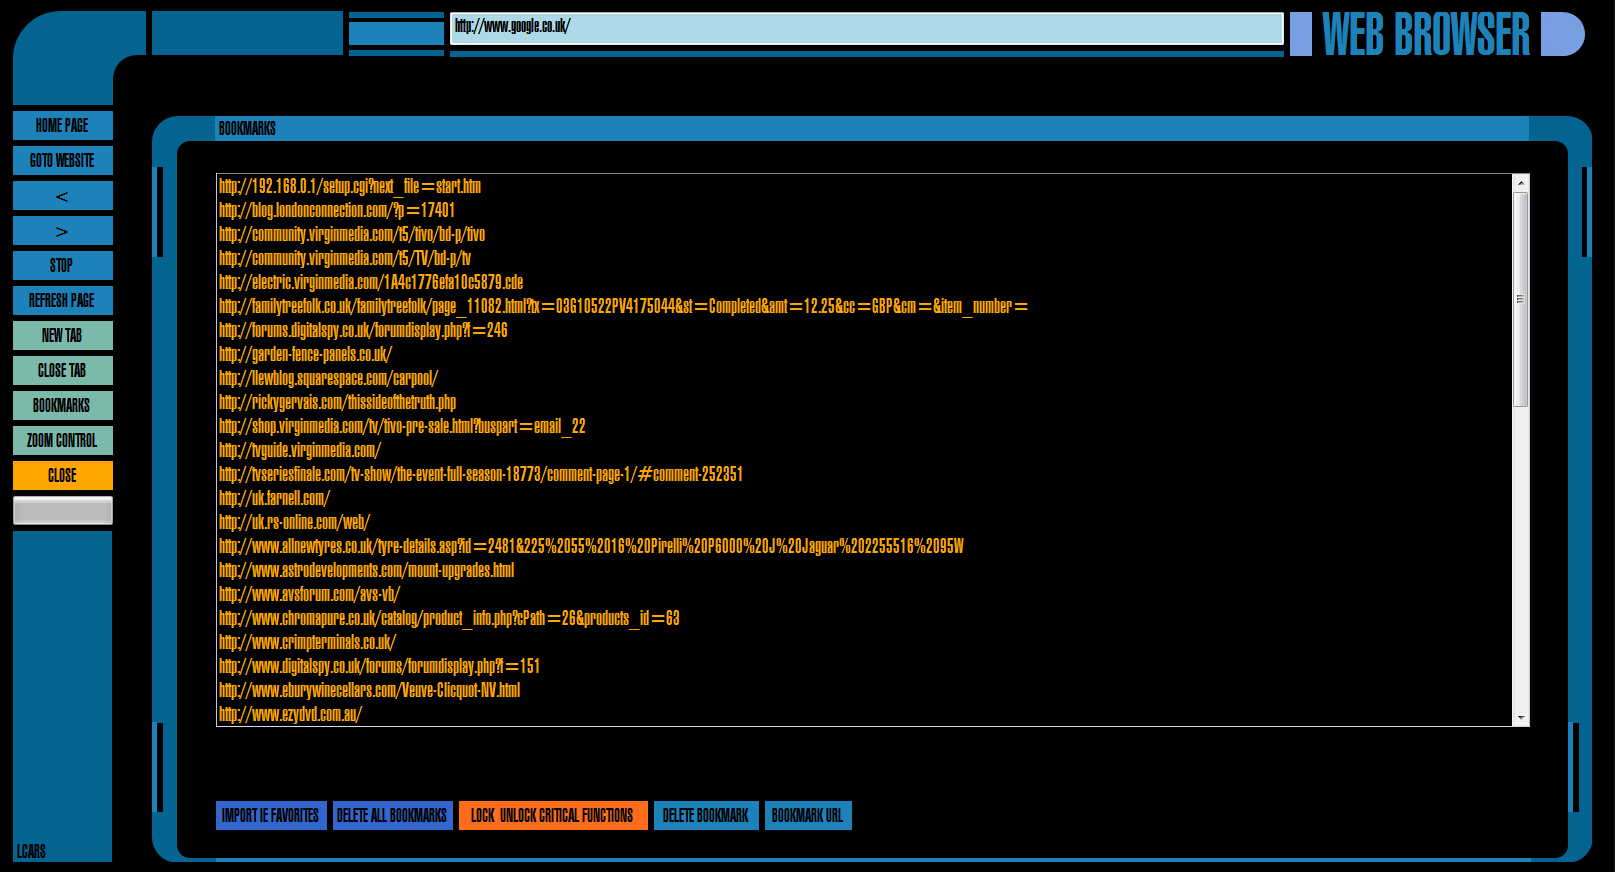 http://www.google.co.uk/
WEB BROWSER
HOME PAGE
GOTO WEBSITE
<
>
STOP
REFRESH PAGE
NEW TAB
CLOSE TAB
BOOKMARKS
ZOOM CONTROL
CLOSE
LCARS
BOOKMARKS
http://192.168.0.1/setup.cgi?next_file=start.htm
http://blog.londonconnection.com/?p=17401
http://community.virginmedia.com/t5/tivo/bd-p/tivo
http://community.virginmedia.com/t5/TV/bd-p/tv
http://electric.virginmedia.com/1A4c1776efa10c5879.cde
http://familytreefolk.co.uk/familytreefolk/page_11082.html?tx=03G10522PV4175044&st=Completed&amt=12.25&cc=GBP&cm=&item_number=
http://forums.digitalspy.co.uk/forumdisplay.php?f=246
http://garden-fence-panels.co.uk/
http://llewblog.squarespace.com/carpool/
http://rickygervais.com/thissideofthetruth.php
http://shop.virginmedia.com/tv/tivo-pre-sale.html?buspart=email_22
http://tvguide.virginmedia.com/
http://tvseriesfinale.com/tv-show/the-event-full-season-18773/comment-page-1/#comment-252351
http://uk.farnell.com/
http://uk.rs-online.com/web/
http://www.allnewtyres.co.uk/tyre-details.asp?id=2481&225%2055%2016%20Pirelli%20P6000%20J%20Jaguar%202255516%2095W
http://www.astrodevelopments.com/mount-upgrades.html
http://www.avsforum.com/avs-vb/
http://www.chromapure.co.uk/catalog/product_info.php?cPath=26&products_id=63
http://www.crimpterminals.co.uk/
http://www.digitalspy.co.uk/forums/forumdisplay.php?f=151
http://www.eburywinecellars.com/Veuve-Clicquot-NV.html
http://www.ezydvd.com.au/
IMPORT IE FAVORITES
DELETE ALL BOOKMARKS
LOCK UNLOCK CRITICAL FUNCTIONS
DELETE BOOKMARK
BOOKMARK URL